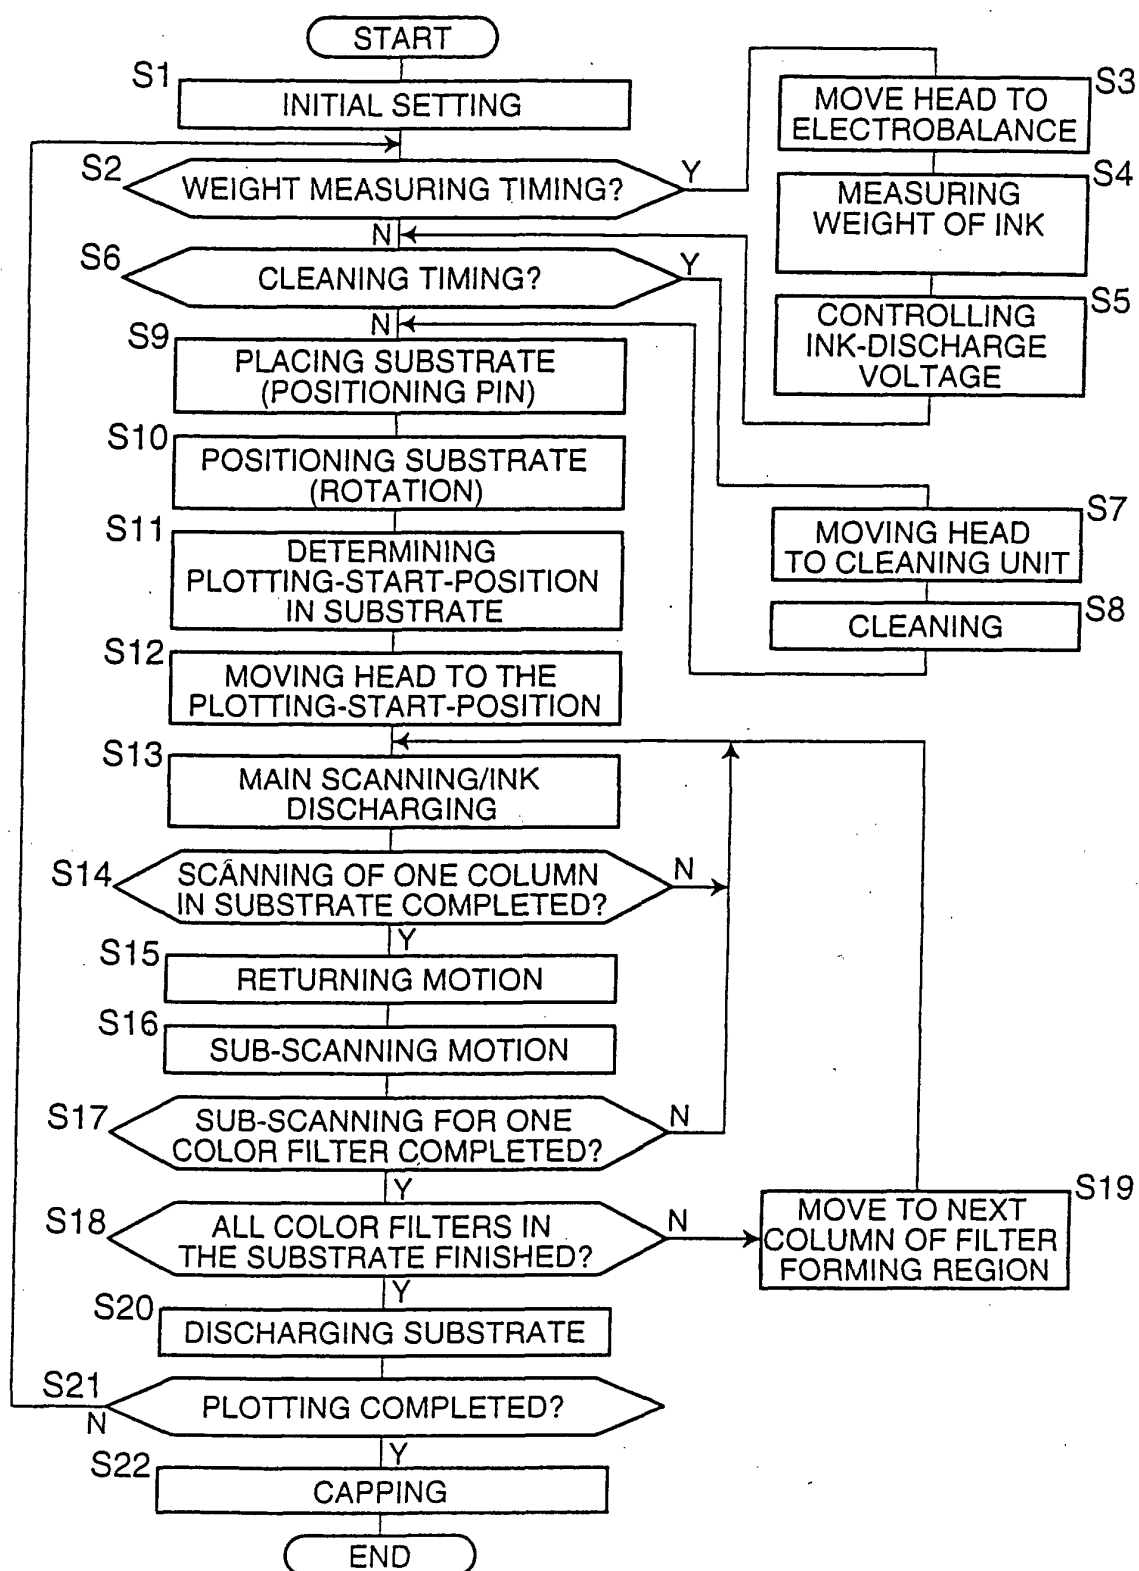 START
S1
INITIAL SETTING
S2
WEIGHT MEASURING TIMING?
Y
N
S3
MOVE HEAD TO
ELECTROBALANCE
S4
MEASURING
WEIGHT OF INK
S5
CONTROLLING
INK-DISCHARGE
VOLTAGE
S6
CLEANING TIMING?
Y
N
S7
MOVING HEAD
TO CLEANING UNIT
S8
CLEANING
S9
PLACING SUBSTRATE
(POSITIONING PIN)
S10
POSITIONING SUBSTRATE
(ROTATION)
S11
DETERMINING
PLOTTING-START-POSITION
IN SUBSTRATE
S12
MOVING HEAD TO THE
PLOTTING-START-POSITION
S13
MAIN SCANNING/INK
DISCHARGING
S14
SCANNING OF ONE COLUMN
IN SUBSTRATE COMPLETED?
N
Y
S15
RETURNING MOTION
S16
SUB-SCANNING MOTION
S17
SUB-SCANNING FOR ONE
COLOR FILTER COMPLETED?
N
Y
S18
ALL COLOR FILTERS IN
THE SUBSTRATE FINISHED?
N
Y
S19
MOVE TO NEXT
COLUMN OF FILTER
FORMING REGION
S20
DISCHARGING SUBSTRATE
S21
PLOTTING COMPLETED?
N
Y
S22
CAPPING
END